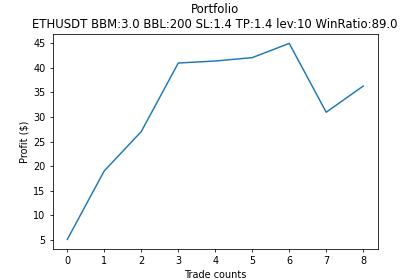 Portfolio
ETHUSDT BBM:3.0 BBL:200 SL:1.4 TP:1.4 lev:10 WinRatio:89.0
45
40
35
30
25
20
15
10
5
Profit ($)
0 1 2 3 4 5 6 7 8
Trade counts